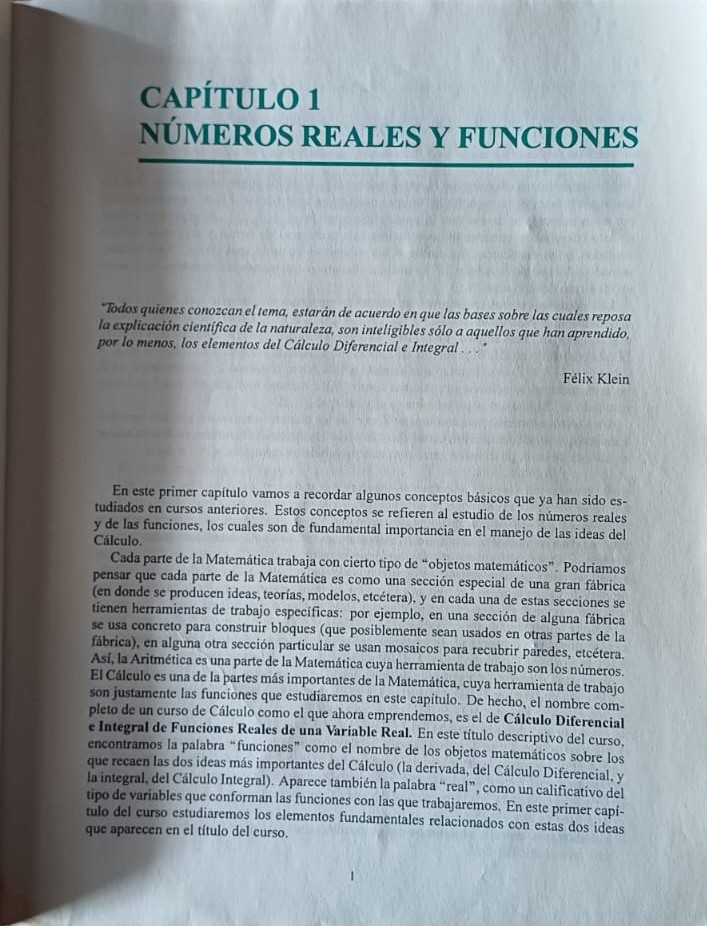 CAPÍTULO 1
NÚMEROS REALES Y FUNCIONES
"Todos quienes conozcan el tema, estarán de acuerdo en que las bases sobre las cuales reposa
la explicación científica de la naturaleza, son inteligibles sólo a aquellos que han aprendido,
por lo menos, los elementos del Cálculo Diferencial e Integral . . ."
Félix Klein
En este primer capítulo vamos a recordar algunos conceptos básicos que ya han sido es-
tudiados en cursos anteriores. Estos conceptos se refieren al estudio de los números reales
y de las funciones, los cuales son de fundamental importancia en el manejo de las ideas del
Cálculo.
Cada parte de la Matemática trabaja con cierto tipo de “objetos matemáticos”. Podríamos
pensar que cada parte de la Matemática es como una sección especial de una gran fábrica
(en donde se producen ideas, teorías, modelos, etcétera), y en cada una de estas secciones se
tienen herramientas de trabajo específicas: por ejemplo, en una sección de alguna fábrica
se usa concreto para construir bloques (que posiblemente sean usados en otras partes de la
fábrica), en alguna otra sección particular se usan mosaicos para recubrir paredes, etcétera.
Así, la Aritmética es una parte de la Matemática cuya herramienta de trabajo son los números.
El Cálculo es una de la partes más importantes de la Matemática, cuya herramienta de trabajo
son justamente las funciones que estudiaremos en este capítulo. De hecho, el nombre com-
pleto de un curso de Cálculo como el que ahora emprendemos, es el de Cálculo Diferencial
e Integral de Funciones Reales de una Variable Real. En este título descriptivo del curso,
encontramos la palabra “funciones” como el nombre de los objetos matemáticos sobre los
que recaen las dos ideas más importantes del Cálculo (la derivada, del Cálculo Diferencial, y
la integral, del Cálculo Integral). Aparece también la palabra “real”, como un calificativo del
tipo de variables que conforman las funciones con las que trabajaremos. En este primer capí-
tulo del curso estudiaremos los elementos fundamentales relacionados con estas dos ideas
que aparecen en el título del curso.
1